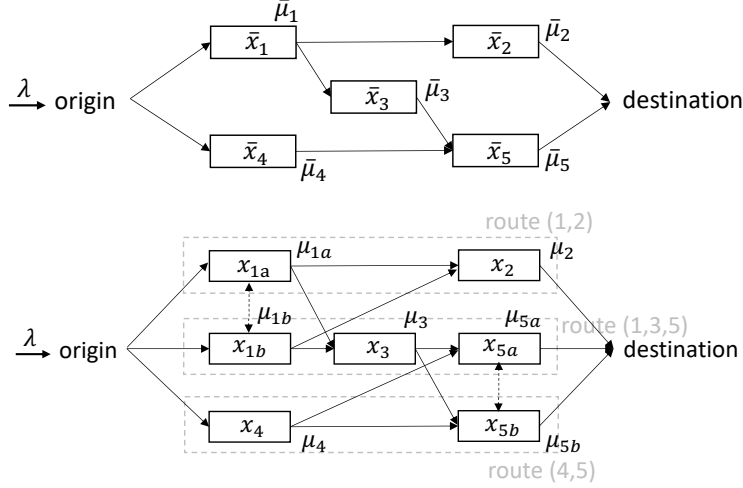 μ̄₁
x̄₁ x̄₂ μ̄₂
λ origin x̄₃ μ̄₃ destination
x̄₄ μ̄₄ x̄₅ μ̄₅
route (1,2)
x₁ₐ μ₁ₐ x₂ μ₂
μ₁b μ₃ μ₅ₐ route (1,3,5)
λ origin x₁b x₃ x₅ₐ destination
x₄ μ₄ x₅b μ₅b
route (4,5)